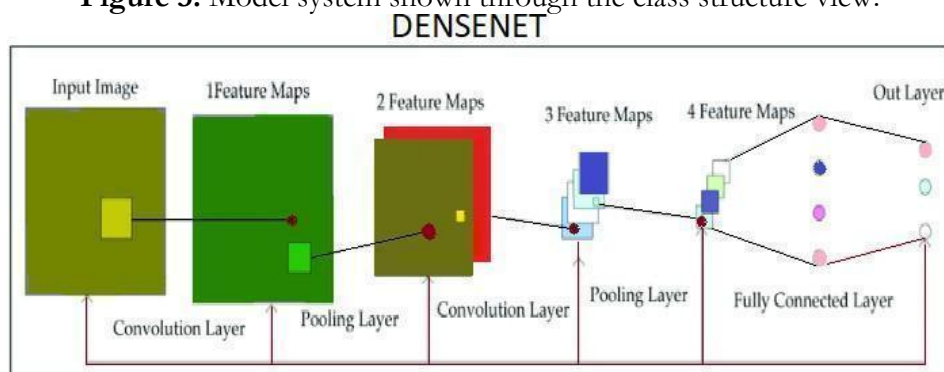 Figure 3. Model system shown through the class structure view.
DENSENET
Input Image
1Feature Maps
2 Feature Maps
3 Feature Maps
4 Feature Maps
Out Layer
Convolution Layer
Pooling Layer
Convolution Layer
Pooling Layer
Fully Connected Layer